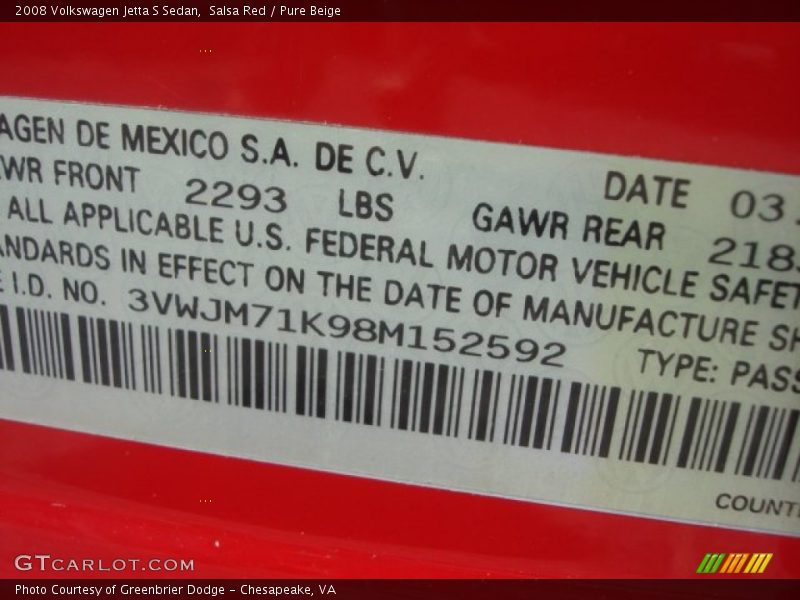 2008 Volkswagen Jetta S Sedan,  Salsa Red / Pure Beige
AGEN DE MEXICO S.A. DE C.V. DATE 03
WR FRONT 2293 LBS GAWR REAR 218
ALL APPLICABLE U.S. FEDERAL MOTOR VEHICLE SAFET
NDARDS IN EFFECT ON THE DATE OF MANUFACTURE SH
I.D. NO. 3VWJM71K98M152592 TYPE: PASS
COUNT
GTCARLOT.COM
Photo Courtesy of Greenbrier Dodge - Chesapeake, VA